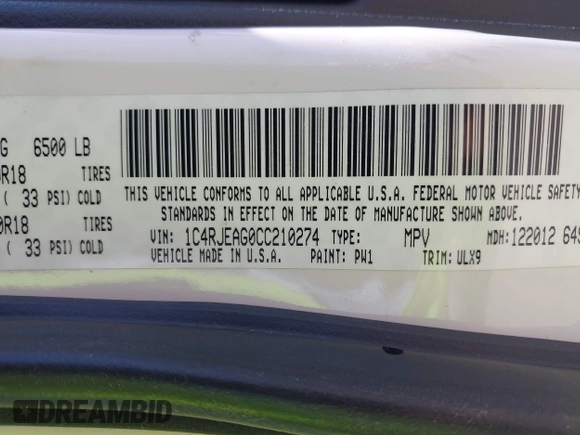 G 6500 LB
R18 TIRES
( 33 PSI) COLD
R18 TIRES
( 33 PSI) COLD
THIS VEHICLE CONFORMS TO ALL APPLICABLE U.S.A. FEDERAL MOTOR VEHICLE SAFETY
STANDARDS IN EFFECT ON THE DATE OF MANUFACTURE SHOWN ABOVE.
VIN: 1C4RJEAG0CC210274 TYPE: MPV MDH:122012 649
VEHICLE MADE IN U.S.A. PAINT: PW1 TRIM: ULX9
DREAMBID